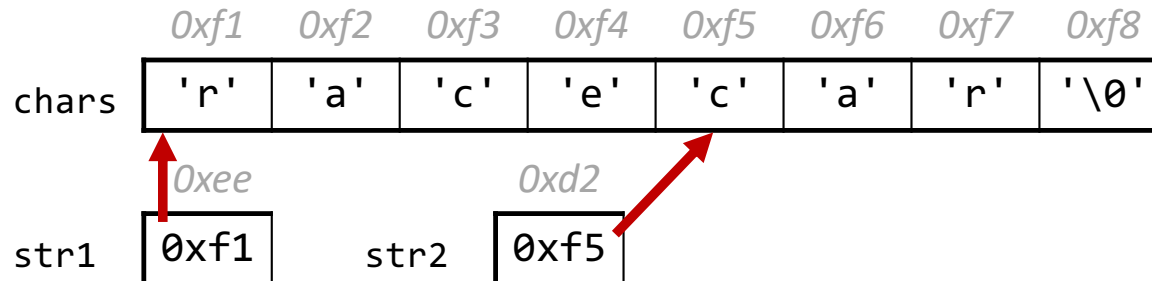 0xf1 0xf2 0xf3 0xf4 0xf5 0xf6 0xf7 0xf8
chars 'r' 'a' 'c' 'e' 'c' 'a' 'r' '\0'
0xee 0xd2
str1 0xf1 str2 0xf5